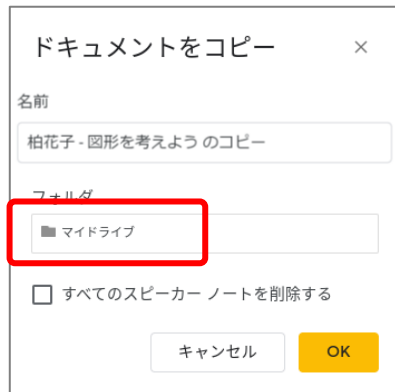 ドキュメントをコピー ×
名前
柏花子 - 図形を考えよう のコピー
フォルダ
マイドライブ
すべてのスピーカー ノートを削除する
キャンセル OK